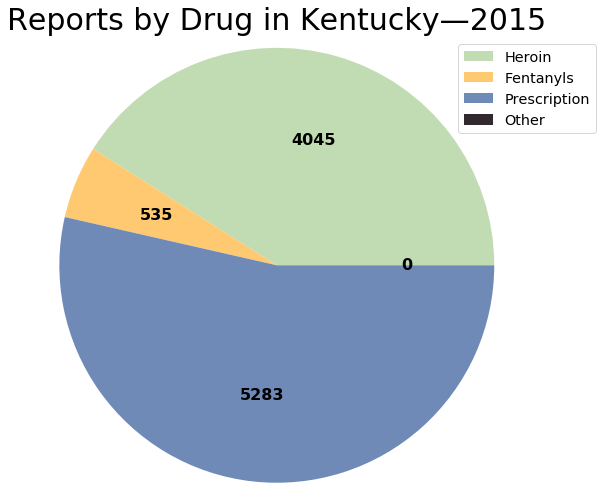 Reports by Drug in Kentucky—2015
Heroin
Fentanyls
Prescription
Other
4045
535
0
5283